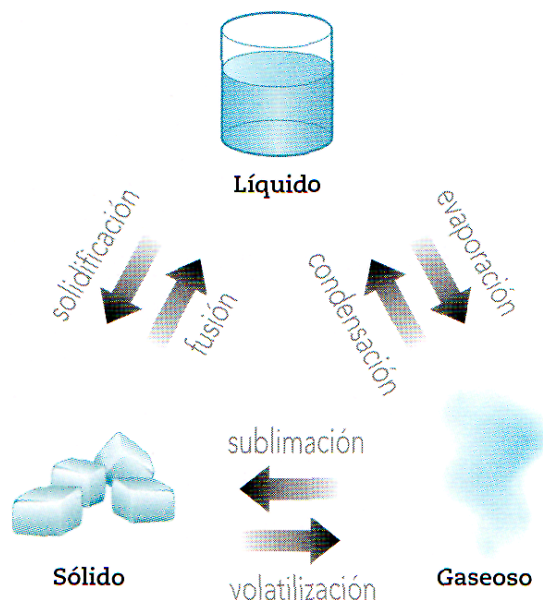 Líquido
solidificación
fusión
evaporación
condensación
sublimación
volatilización
Sólido
Gaseoso